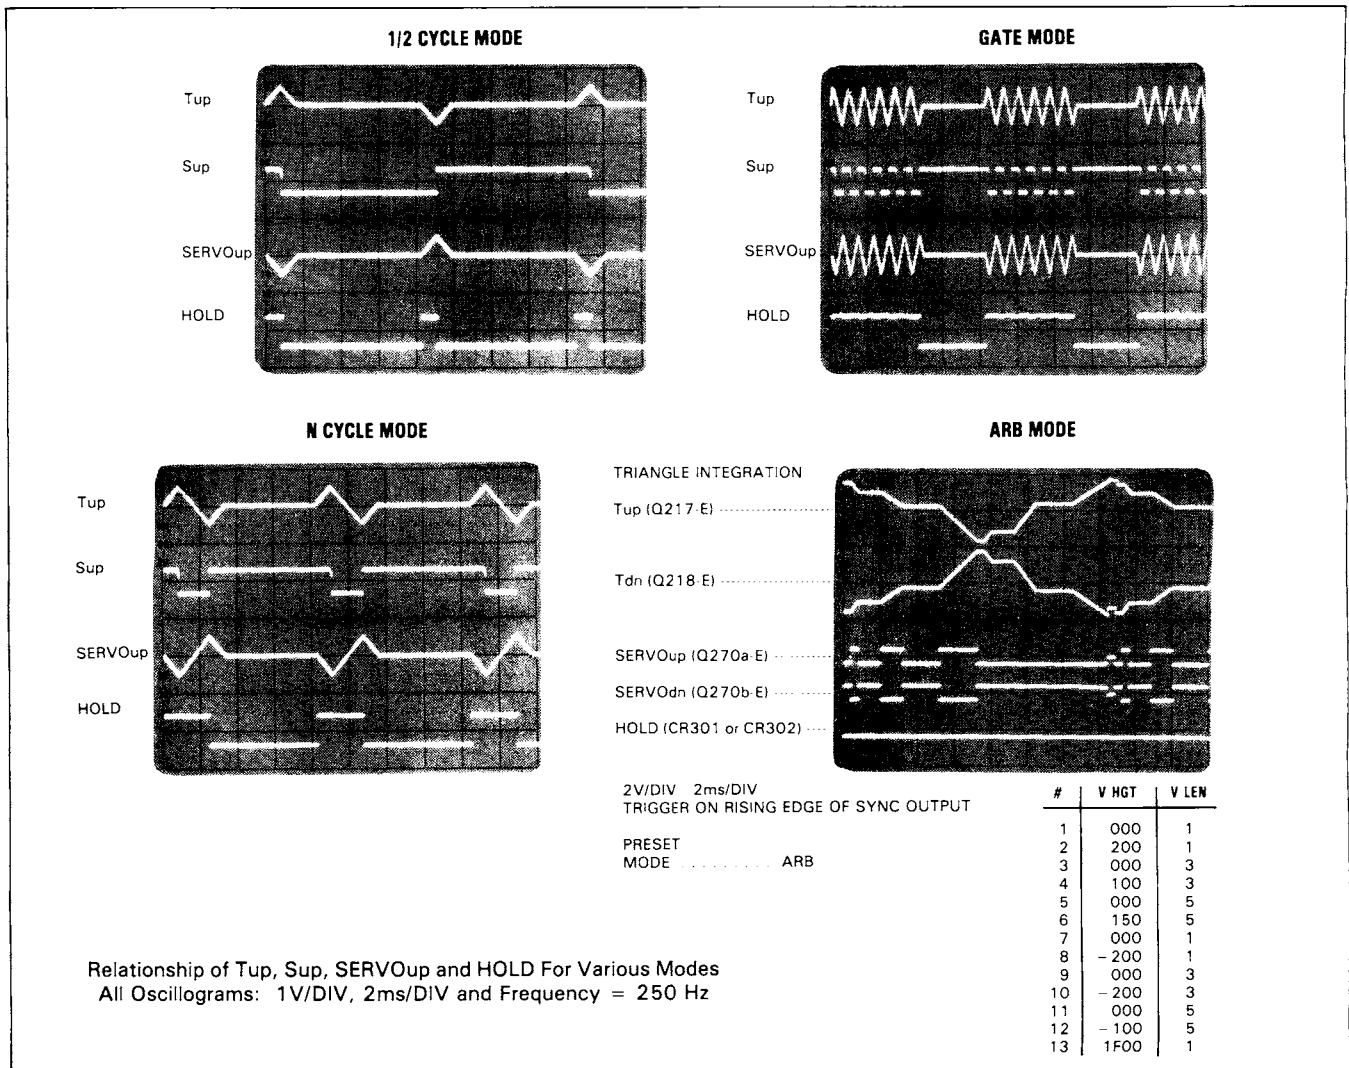 1/2 CYCLE MODE
Tup
Sup
SERVOup
HOLD
GATE MODE
Tup
Sup
SERVOup
HOLD
N CYCLE MODE
Tup
Sup
SERVOup
HOLD
ARB MODE
TRIANGLE INTEGRATION
Tup (Q217-E)
Tdn (Q218-E)
SERVOup (Q270a-E)
SERVOdn (Q270b-E)
HOLD (CR301 or CR302)
2V/DIV 2ms/DIV
TRIGGER ON RISING EDGE OF SYNC OUTPUT
PRESET
MODE ......... ARB
# V HGT V LEN
1 000 1
2 200 1
3 000 3
4 100 3
5 000 5
6 150 5
7 000 1
8 -200 1
9 000 3
10 -200 3
11 000 5
12 -100 5
13 1F00 1
Relationship of Tup, Sup, SERVOup and HOLD For Various Modes
All Oscillograms: 1V/DIV, 2ms/DIV and Frequency = 250 Hz